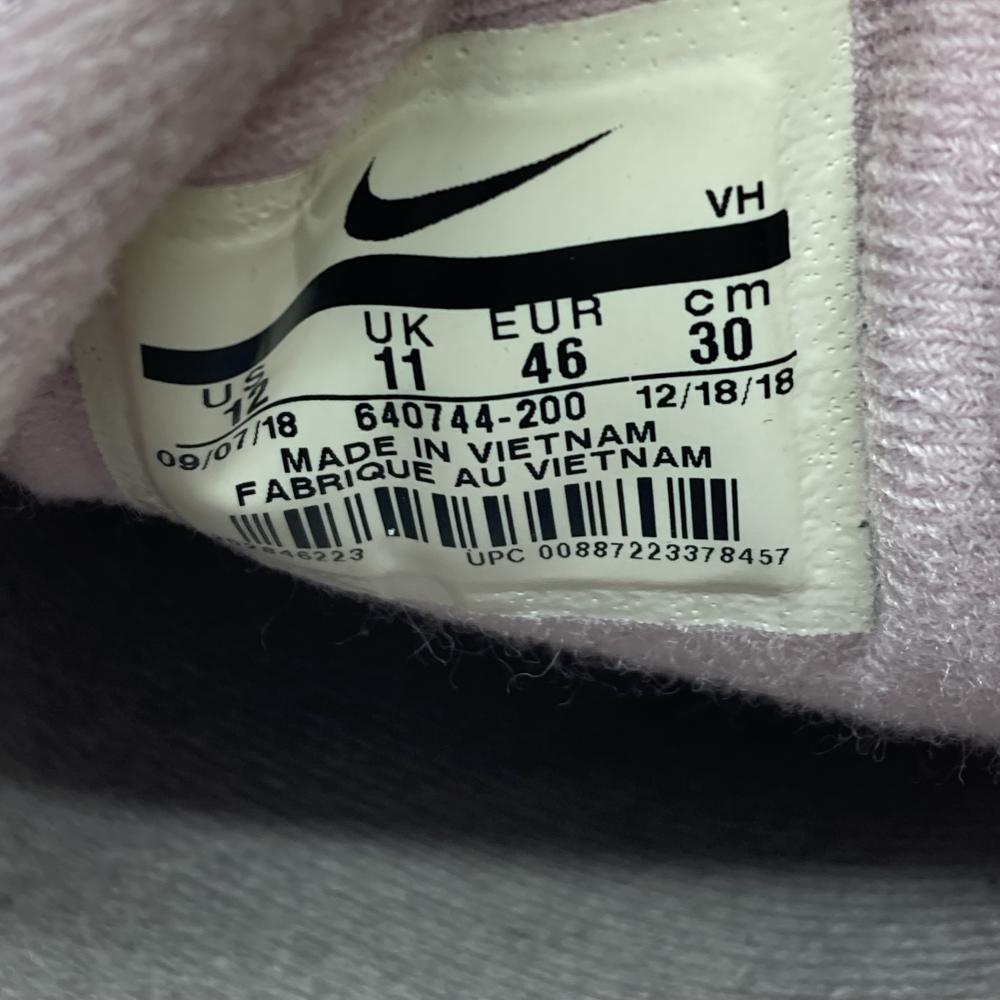 VH
US UK EUR cm
12 11 46 30
09/07/18 640744-200 12/18/18
MADE IN VIETNAM
FABRIQUE AU VIETNAM
UPC 00887223378457